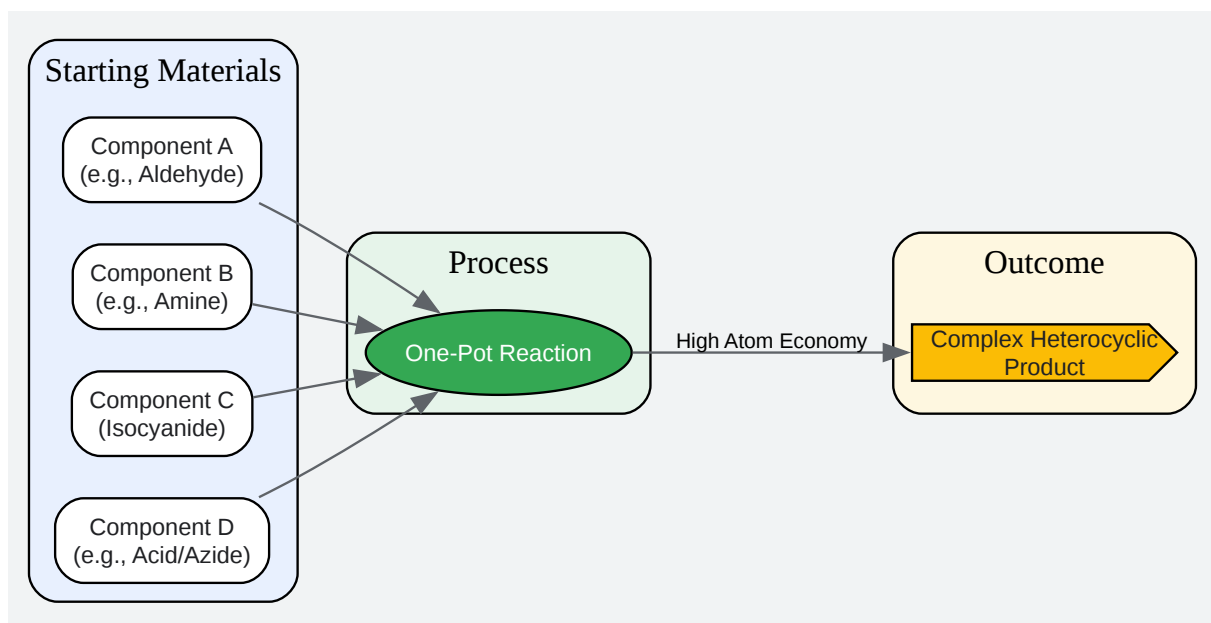 Starting Materials
Component A
(e.g., Aldehyde)
Component B
(e.g., Amine)
Component C
(Isocyanide)
Component D
(e.g., Acid/Azide)
Process
One-Pot Reaction
High Atom Economy
Outcome
Complex Heterocyclic
Product